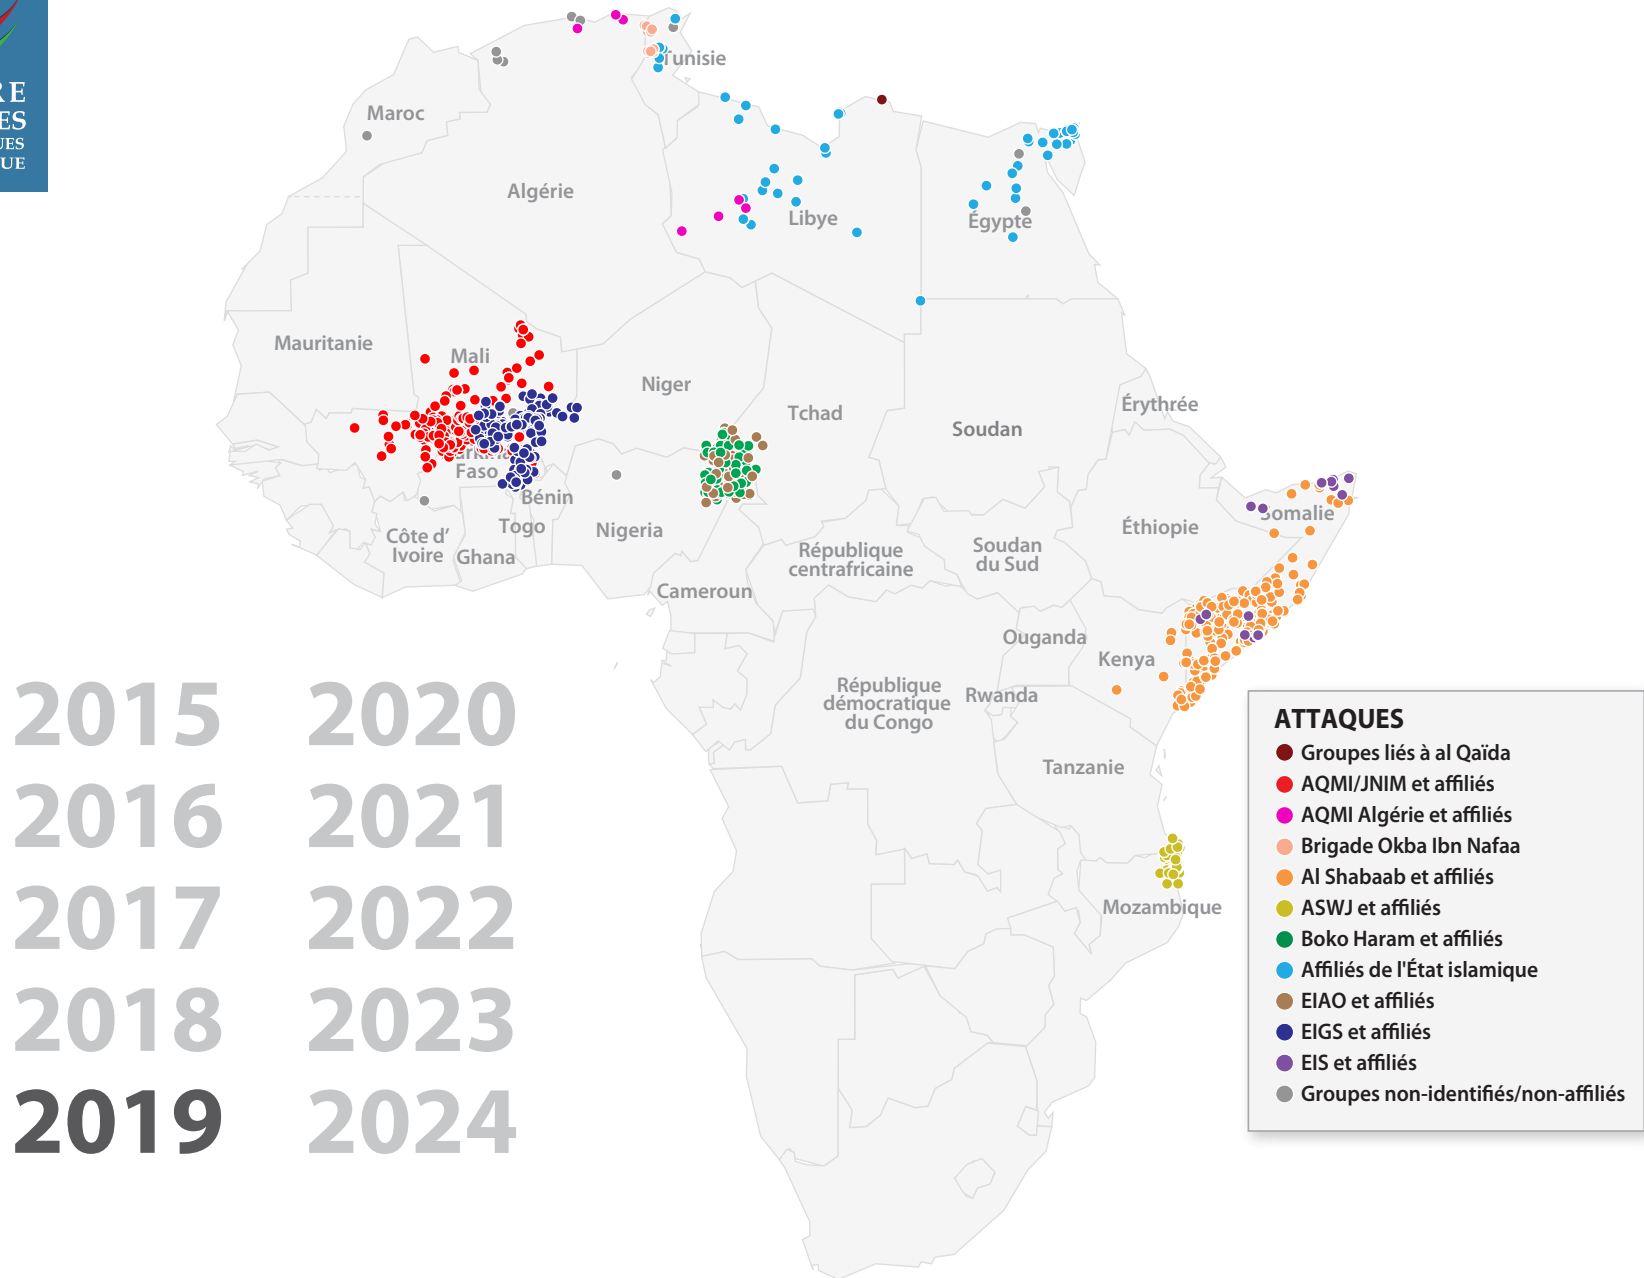 RE
ES
UES
UE
Tunisie
Maroc
Algérie
Libye
Égypte
Mauritanie
Mali
Niger
Tchad
Soudan
Érythrée
Faso
Bénin
Togo
Nigeria
Côte d'
Ivoire
Ghana
Cameroun
République
centrafricaine
Soudan
du Sud
Éthiopie
Somalie
Ouganda
Kenya
République
démocratique
du Congo
Rwanda
Tanzanie
Mozambique
2015 2020
2016 2021
2017 2022
2018 2023
2019 2024
ATTAQUES
Groupes liés à al Qaïda
AQMI/JNIM et affiliés
AQMI Algérie et affiliés
Brigade Okba Ibn Nafaa
Al Shabaab et affiliés
ASWJ et affiliés
Boko Haram et affiliés
Affiliés de l'État islamique
EIAO et affiliés
EIGS et affiliés
EIS et affiliés
Groupes non-identifiés/non-affiliés